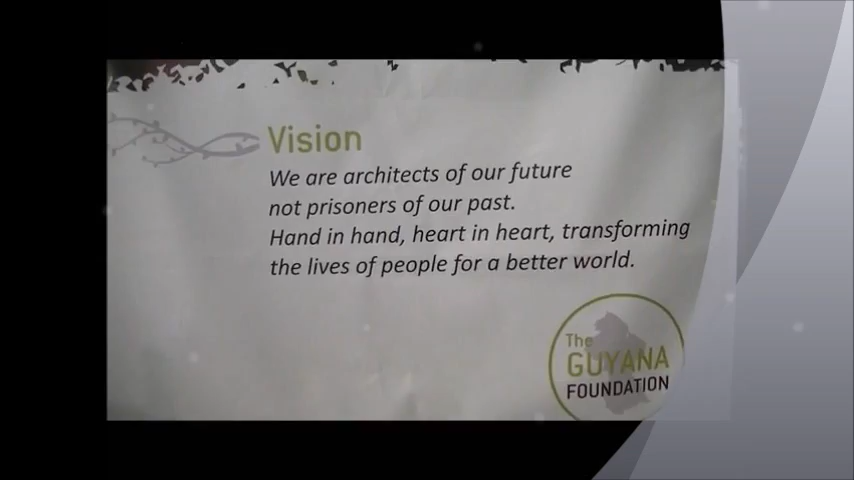 Vision
We are architects of our future
not prisoners of our past.
Hand in hand, heart in heart, transforming
the lives of people for a better world.
The
GUYANA
FOUNDATION